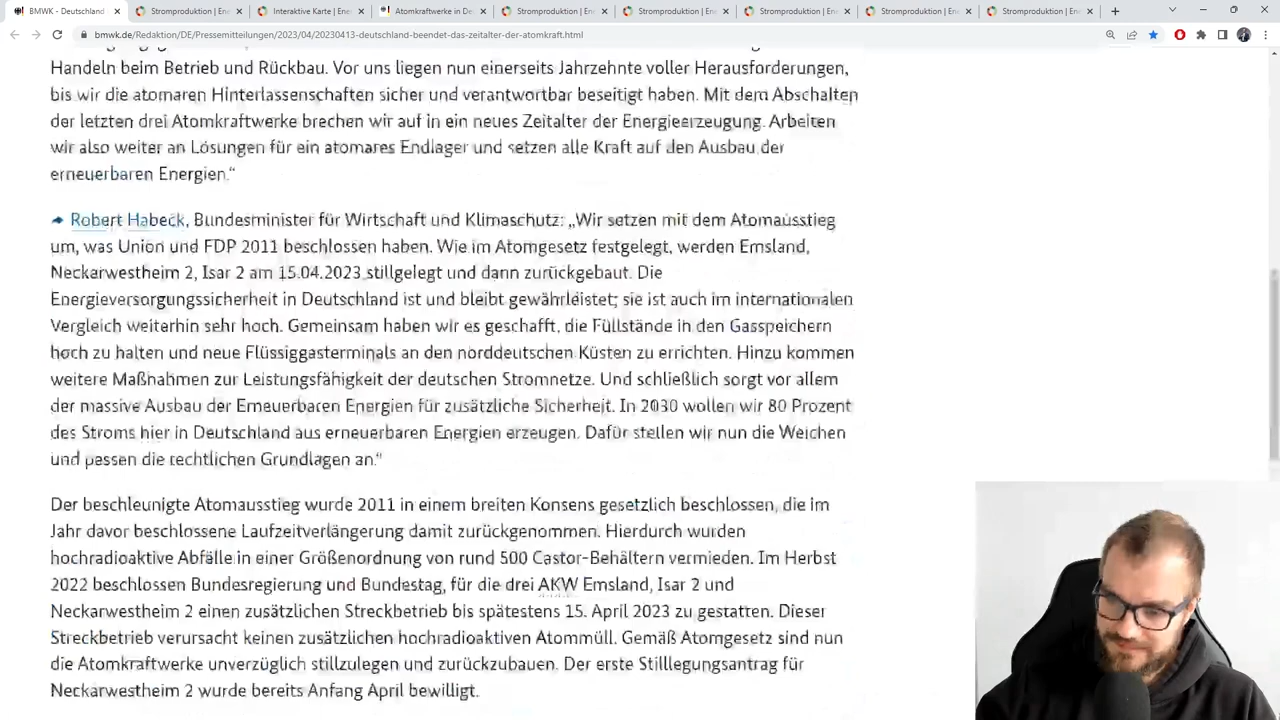 BMWK - Deutschland
Stromproduktion | Ene
Interaktive Karte | Ene
Atomkraftwerke in De
Stromproduktion | Ene
Stromproduktion | Ene
Stromproduktion | Ene
Stromproduktion | Ene
Stromproduktion | Ene
bmwk.de/Redaktion/DE/Pressemitteilungen/2023/04/20230413-deutschland-beendet-das-zeitalter-der-atomkraft.html
Handeln beim Betrieb und Rückbau. Vor uns liegen nun einerseits Jahrzehnte voller Herausforderungen,
bis wir die atomaren Hinterlassenschaften sicher und verantwortbar beseitigt haben. Mit dem Abschalten
der letzten drei Atomkraftwerke brechen wir auf in ein neues Zeitalter der Energieerzeugung. Arbeiten
wir also weiter an Lösungen für ein atomares Endlager und setzen alle Kraft auf den Ausbau der
erneuerbaren Energien.“
Robert Habeck, Bundesminister für Wirtschaft und Klimaschutz: „Wir setzen mit dem Atomausstieg
um, was Union und FDP 2011 beschlossen haben. Wie im Atomgesetz festgelegt, werden Emsland,
Neckarwestheim 2, Isar 2 am 15.04.2023 stillgelegt und dann zurückgebaut. Die
Energieversorgungssicherheit in Deutschland ist und bleibt gewährleistet; sie ist auch im internationalen
Vergleich weiterhin sehr hoch. Gemeinsam haben wir es geschafft, die Füllstände in den Gasspeichern
hoch zu halten und neue Flüssiggasterminals an den norddeutschen Küsten zu errichten. Hinzu kommen
weitere Maßnahmen zur Leistungsfähigkeit der deutschen Stromnetze. Und schließlich sorgt vor allem
der massive Ausbau der Erneuerbaren Energien für zusätzliche Sicherheit. In 2030 wollen wir 80 Prozent
des Stroms hier in Deutschland aus erneuerbaren Energien erzeugen. Dafür stellen wir nun die Weichen
und passen die rechtlichen Grundlagen an.“
Der beschleunigte Atomausstieg wurde 2011 in einem breiten Konsens gesetzlich beschlossen, die im
Jahr davor beschlossene Laufzeitverlängerung damit zurückgenommen. Hierdurch wurden
hochradioaktive Abfälle in einer Größenordnung von rund 500 Castor-Behältern vermieden. Im Herbst
2022 beschlossen Bundesregierung und Bundestag, für die drei AKW Emsland, Isar 2 und
Neckarwestheim 2 einen zusätzlichen Streckbetrieb bis spätestens 15. April 2023 zu gestatten. Dieser
Streckbetrieb verursacht keinen zusätzlichen hochradioaktiven Atommüll. Gemäß Atomgesetz sind nun
die Atomkraftwerke unverzüglich stillzulegen und zurückzubauen. Der erste Stilllegungsantrag für
Neckarwestheim 2 wurde bereits Anfang April bewilligt.